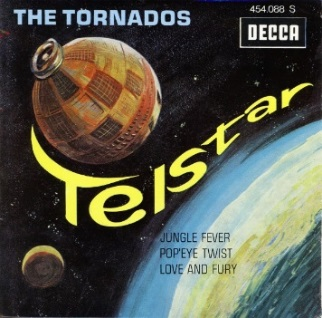 454.088 S
THE TORNADOS
DECCA
Telstar
JUNGLE FEVER
POP'EYE TWIST
LOVE AND FURY